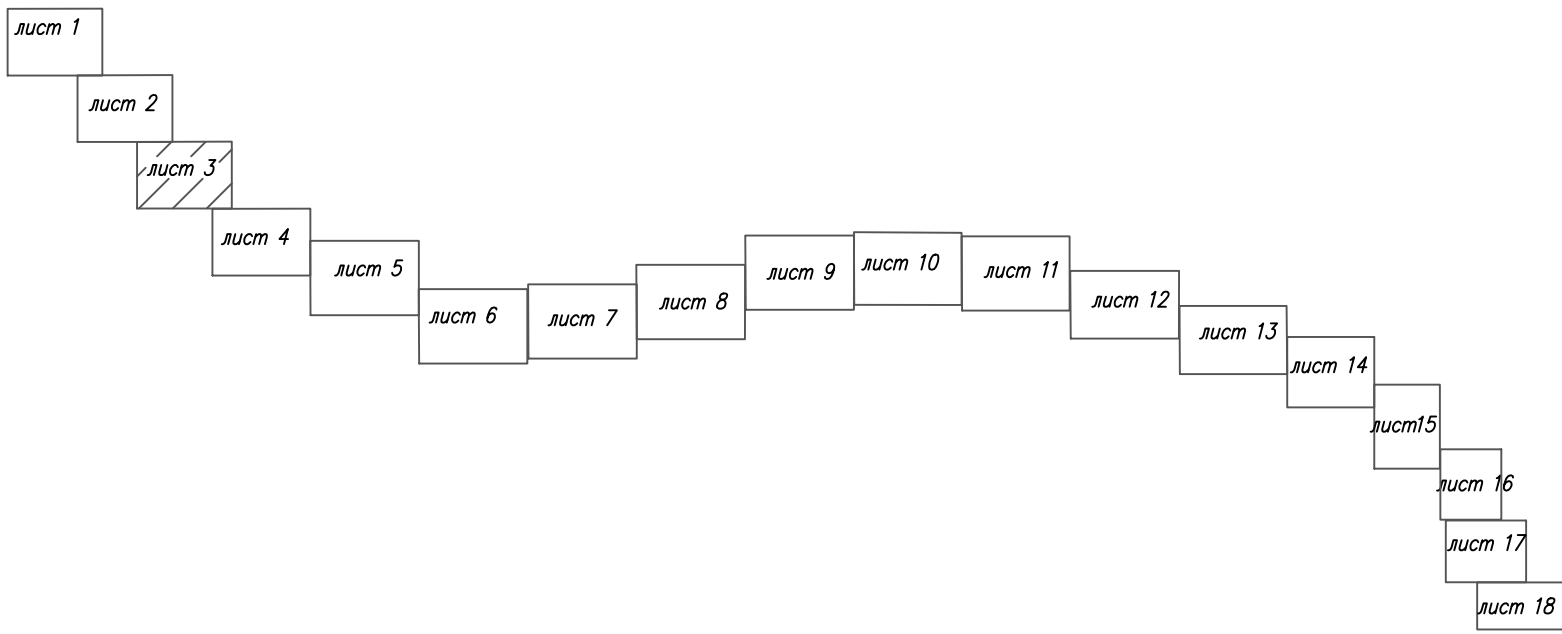 лист 1
лист 2
лист 3
лист 4
лист 5
лист 6
лист 7
лист 8
лист 9
лист 10
лист 11
лист 12
лист 13
лист 14
лист15
лист 16
лист 17
лист 18